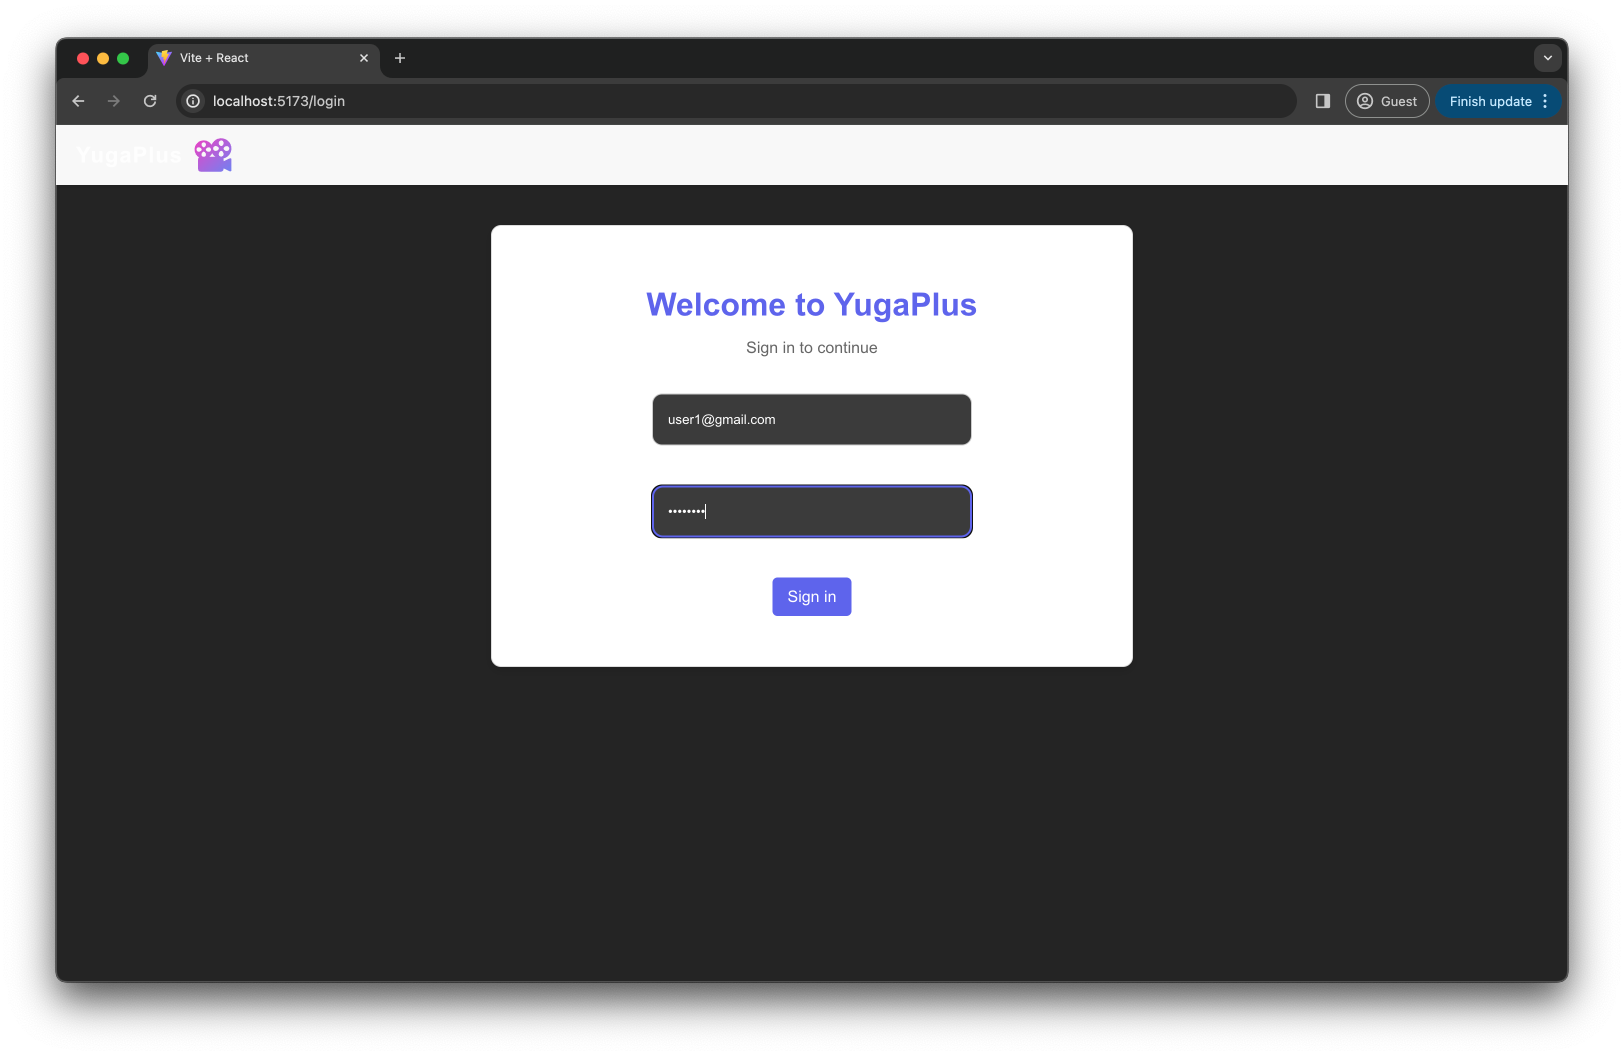 Vite + React
localhost:5173/login
Guest
Finish update
YugaPlus
Welcome to YugaPlus
Sign in to continue
user1@gmail.com
••••••••
Sign in